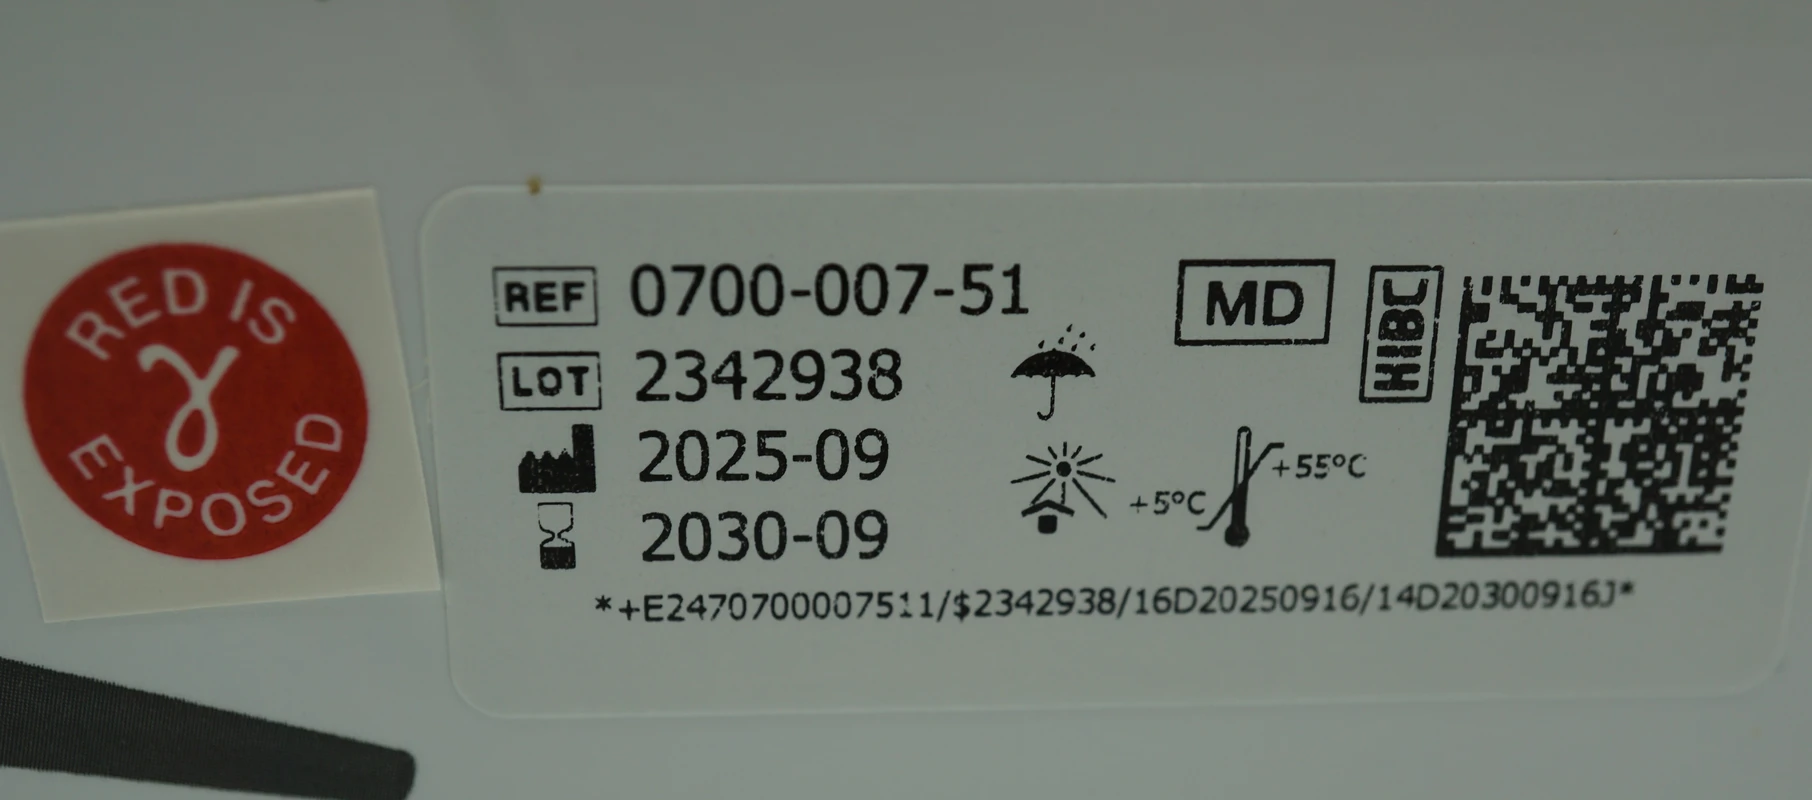 RED IS
γ
EXPOSED
REF 0700-007-51
LOT 2342938
2025-09
2030-09
MD
HIBC
+5°C
+55°C
*+E2470700007511/$2342938/16D20250916/14D20300916J*